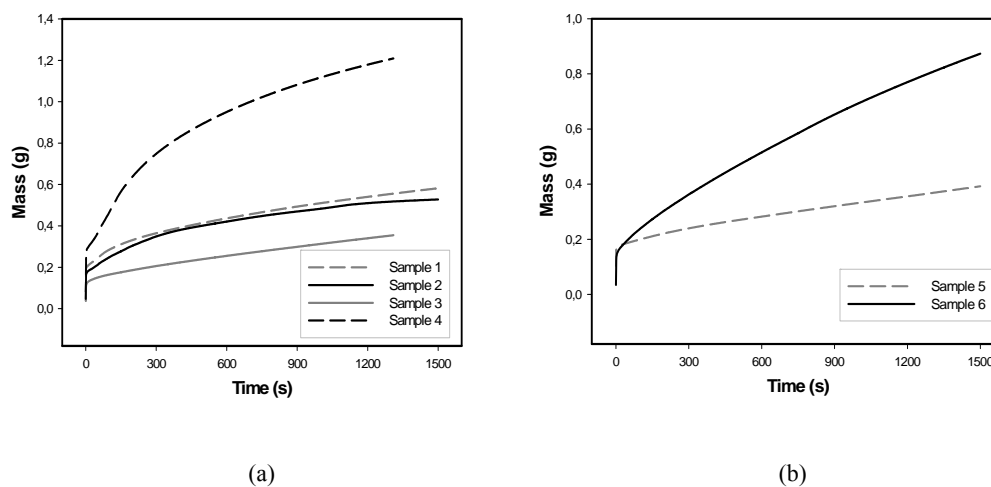 1,4
1,2
1,0
0,8
0,6
0,4
0,2
0,0
Mass (g)
0 300 600 900 1200 1500
Time (s)
Sample 1
Sample 2
Sample 3
Sample 4
(a)
1,0
0,8
0,6
0,4
0,2
0,0
Mass (g)
0 300 600 900 1200 1500
Time (s)
Sample 5
Sample 6
(b)